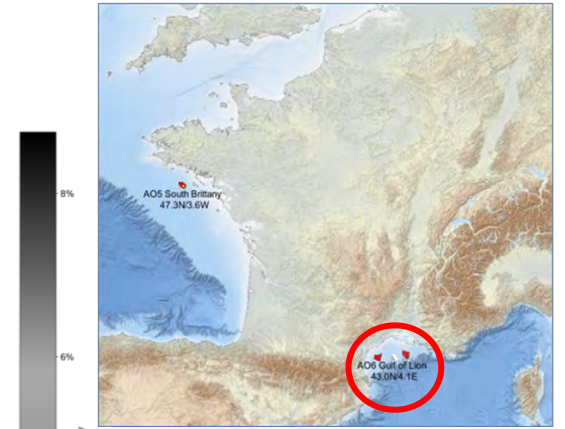 8%
6%
AO5 South Brittany
47.3N/3.6W
AO6 Gulf of Lion
43.0N/4.1E